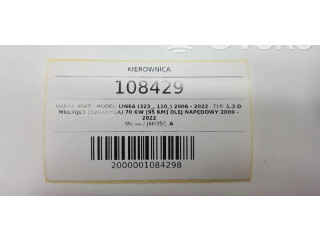 KIEROWNICA
108429
MARKA: FIAT - MODEL: LINEA (323_, 110_) 2006 - 2022 - TYP: 1.3 D
MULTIJET 70 KW [95 KM] OLEJ NAPĘDOWY 2009 -
2022
JAKOŚĆ: A
2000001084298